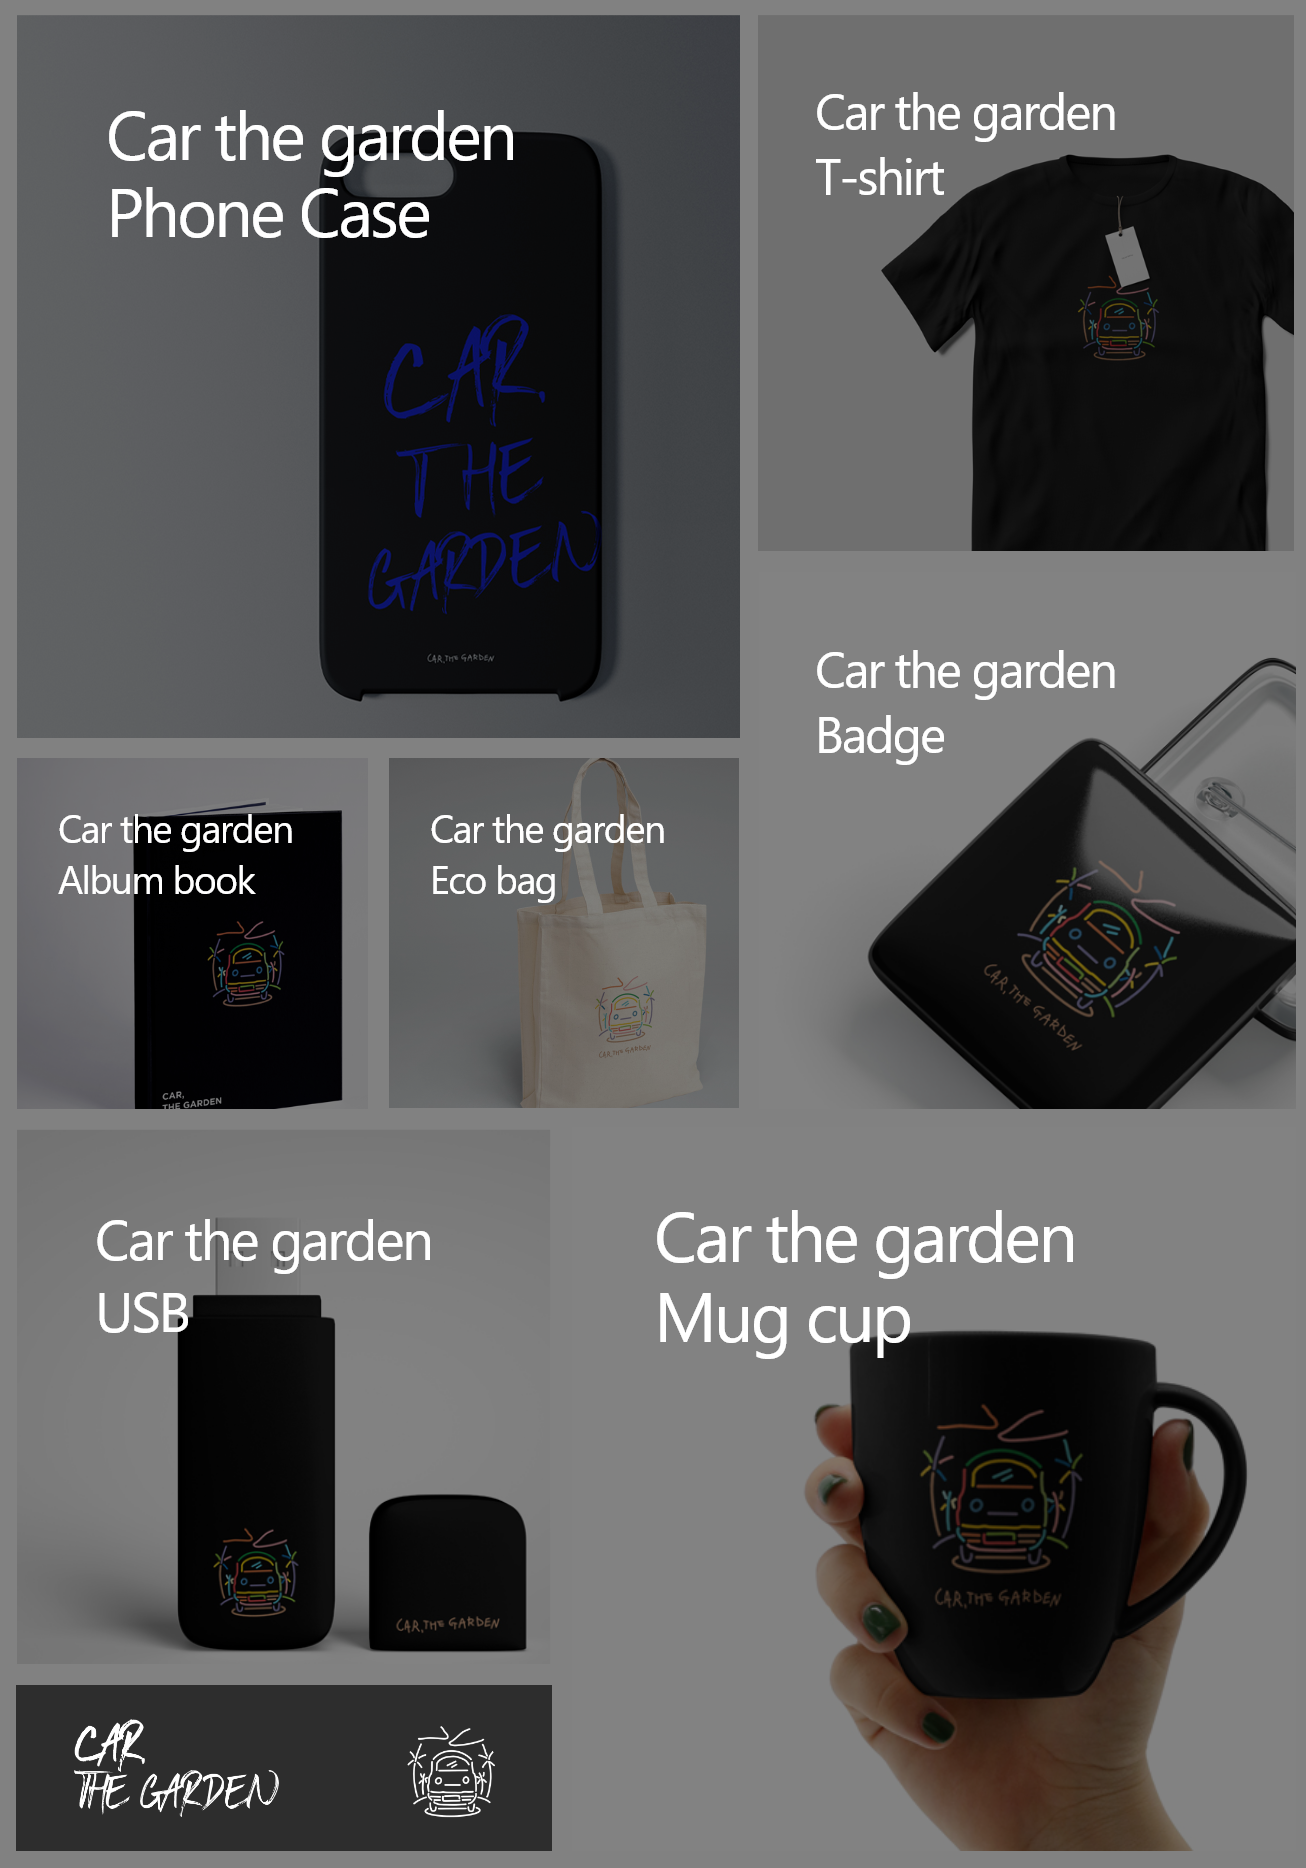 Car the garden
Phone Case
CAR,
THE
GARDEN
CAR, THE GARDEN
Car the garden
T-shirt
Car the garden
Badge
CAR, THE GARDEN
Car the garden
Album book
CAR,
THE GARDEN
Car the garden
Eco bag
CAR, THE GARDEN
Car the garden
USB
CAR, THE GARDEN
Car the garden
Mug cup
CAR, THE GARDEN
CAR
THE GARDEN